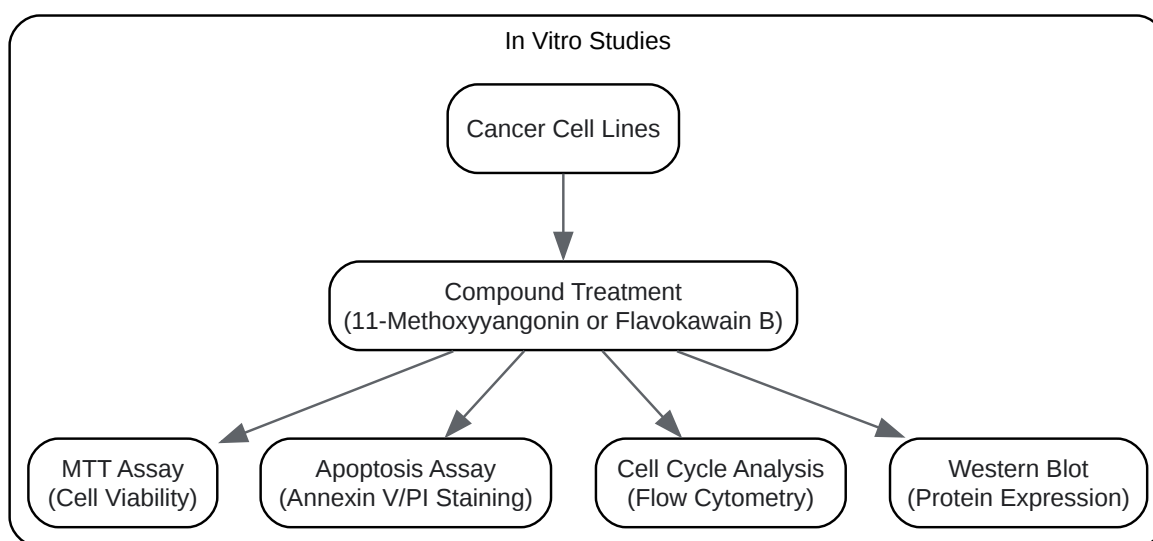 In Vitro Studies
Cancer Cell Lines
Compound Treatment
(11-Methoxyyangonin or Flavokawain B)
MTT Assay
(Cell Viability)
Apoptosis Assay
(Annexin V/PI Staining)
Cell Cycle Analysis
(Flow Cytometry)
Western Blot
(Protein Expression)